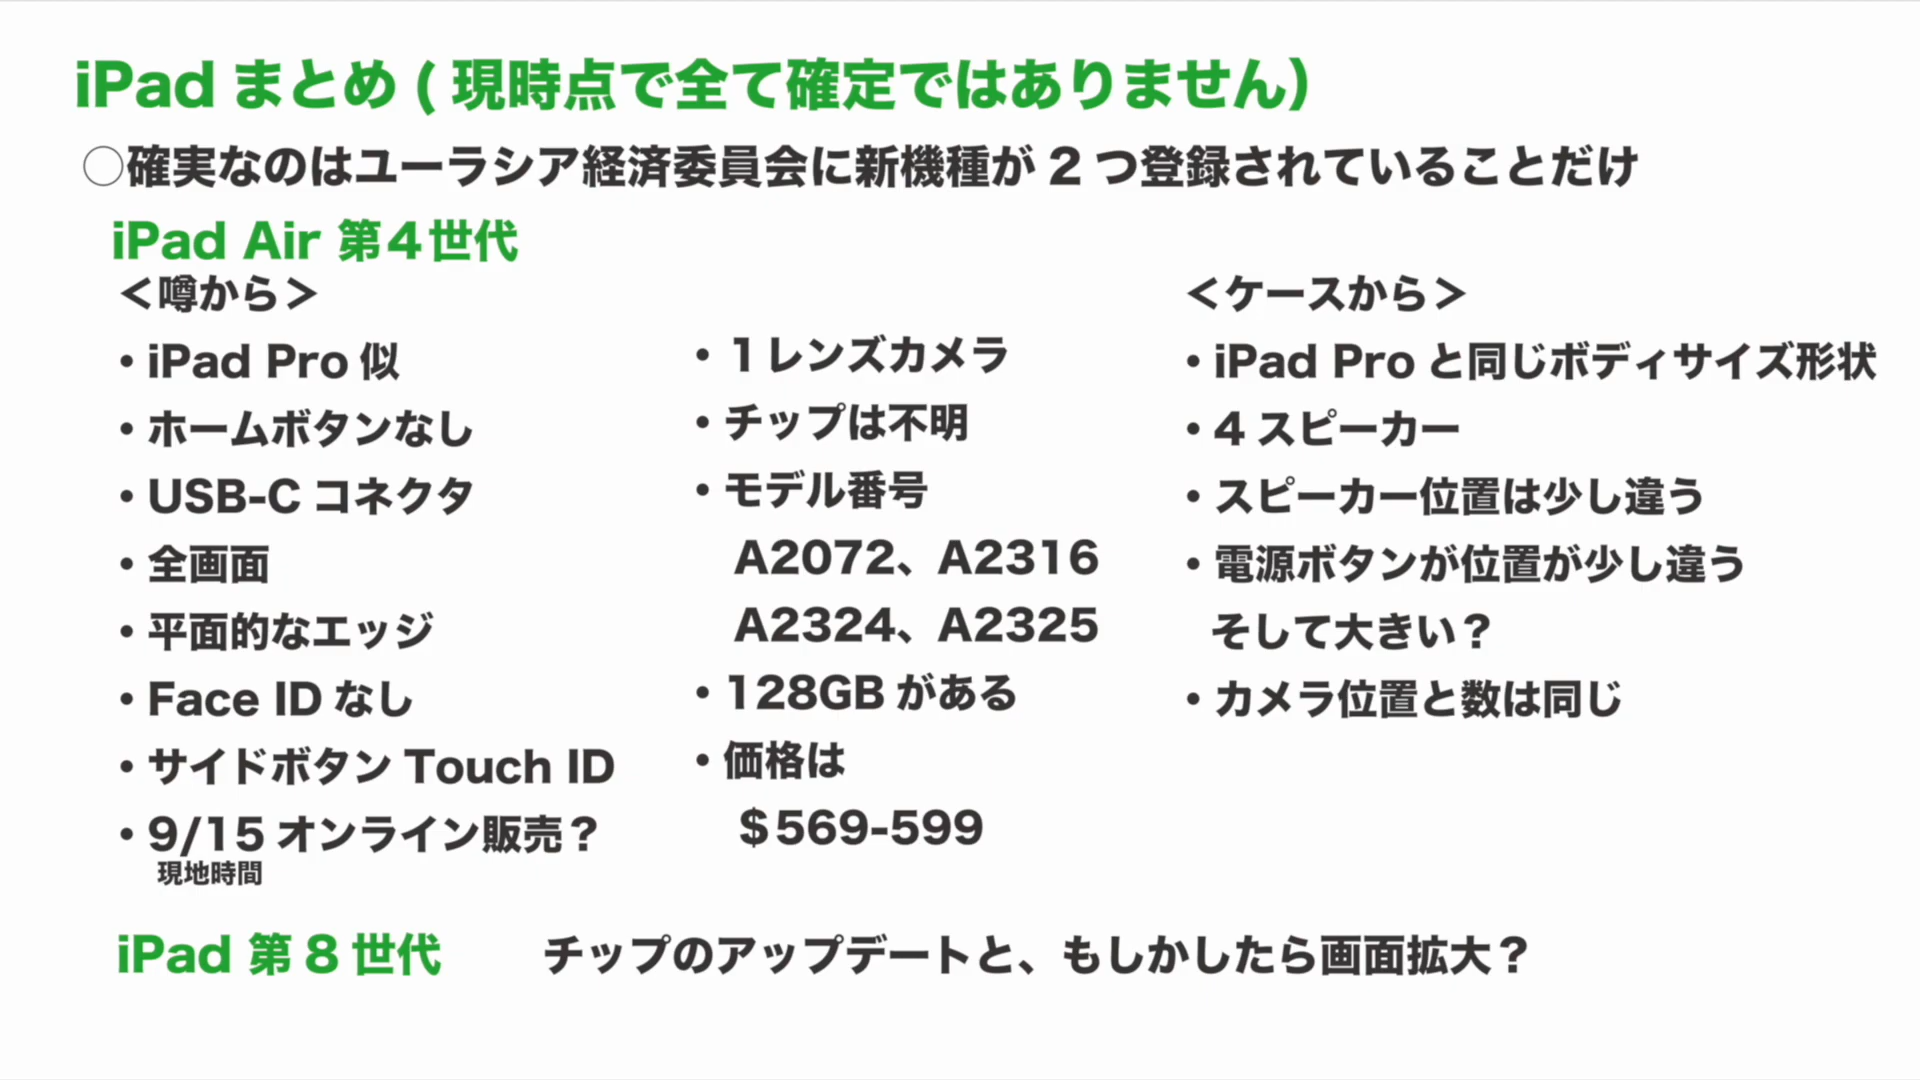 iPad まとめ ( 現時点で全て確定ではありません)
○確実なのはユーラシア経済委員会に新機種が 2 つ登録されていることだけ
iPad Air 第4世代
＜噂から＞
・iPad Pro 似
・ホームボタンなし
・USB-C コネクタ
・全画面
・平面的なエッジ
・Face ID なし
・サイドボタン Touch ID
・9/15 オンライン販売？
現地時間
・１レンズカメラ
・チップは不明
・モデル番号
A2072、A2316
A2324、A2325
・128GB がある
・価格は
＄569-599
＜ケースから＞
・iPad Pro と同じボディサイズ形状
・4 スピーカー
・スピーカー位置は少し違う
・電源ボタンが位置が少し違う
そして大きい？
・カメラ位置と数は同じ
iPad 第 8 世代
チップのアップデートと、もしかしたら画面拡大？